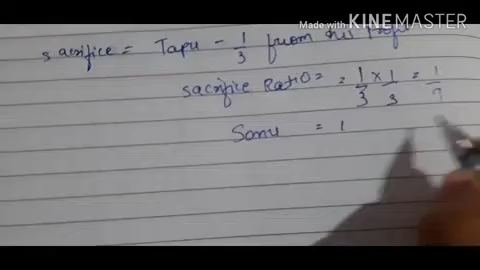 Made with KINEMASTER
sacrifice = Tapu - 1/3 from his
sacrifice Ratio = = 1/3 × 1/3 = 1/9
Sonu = 1